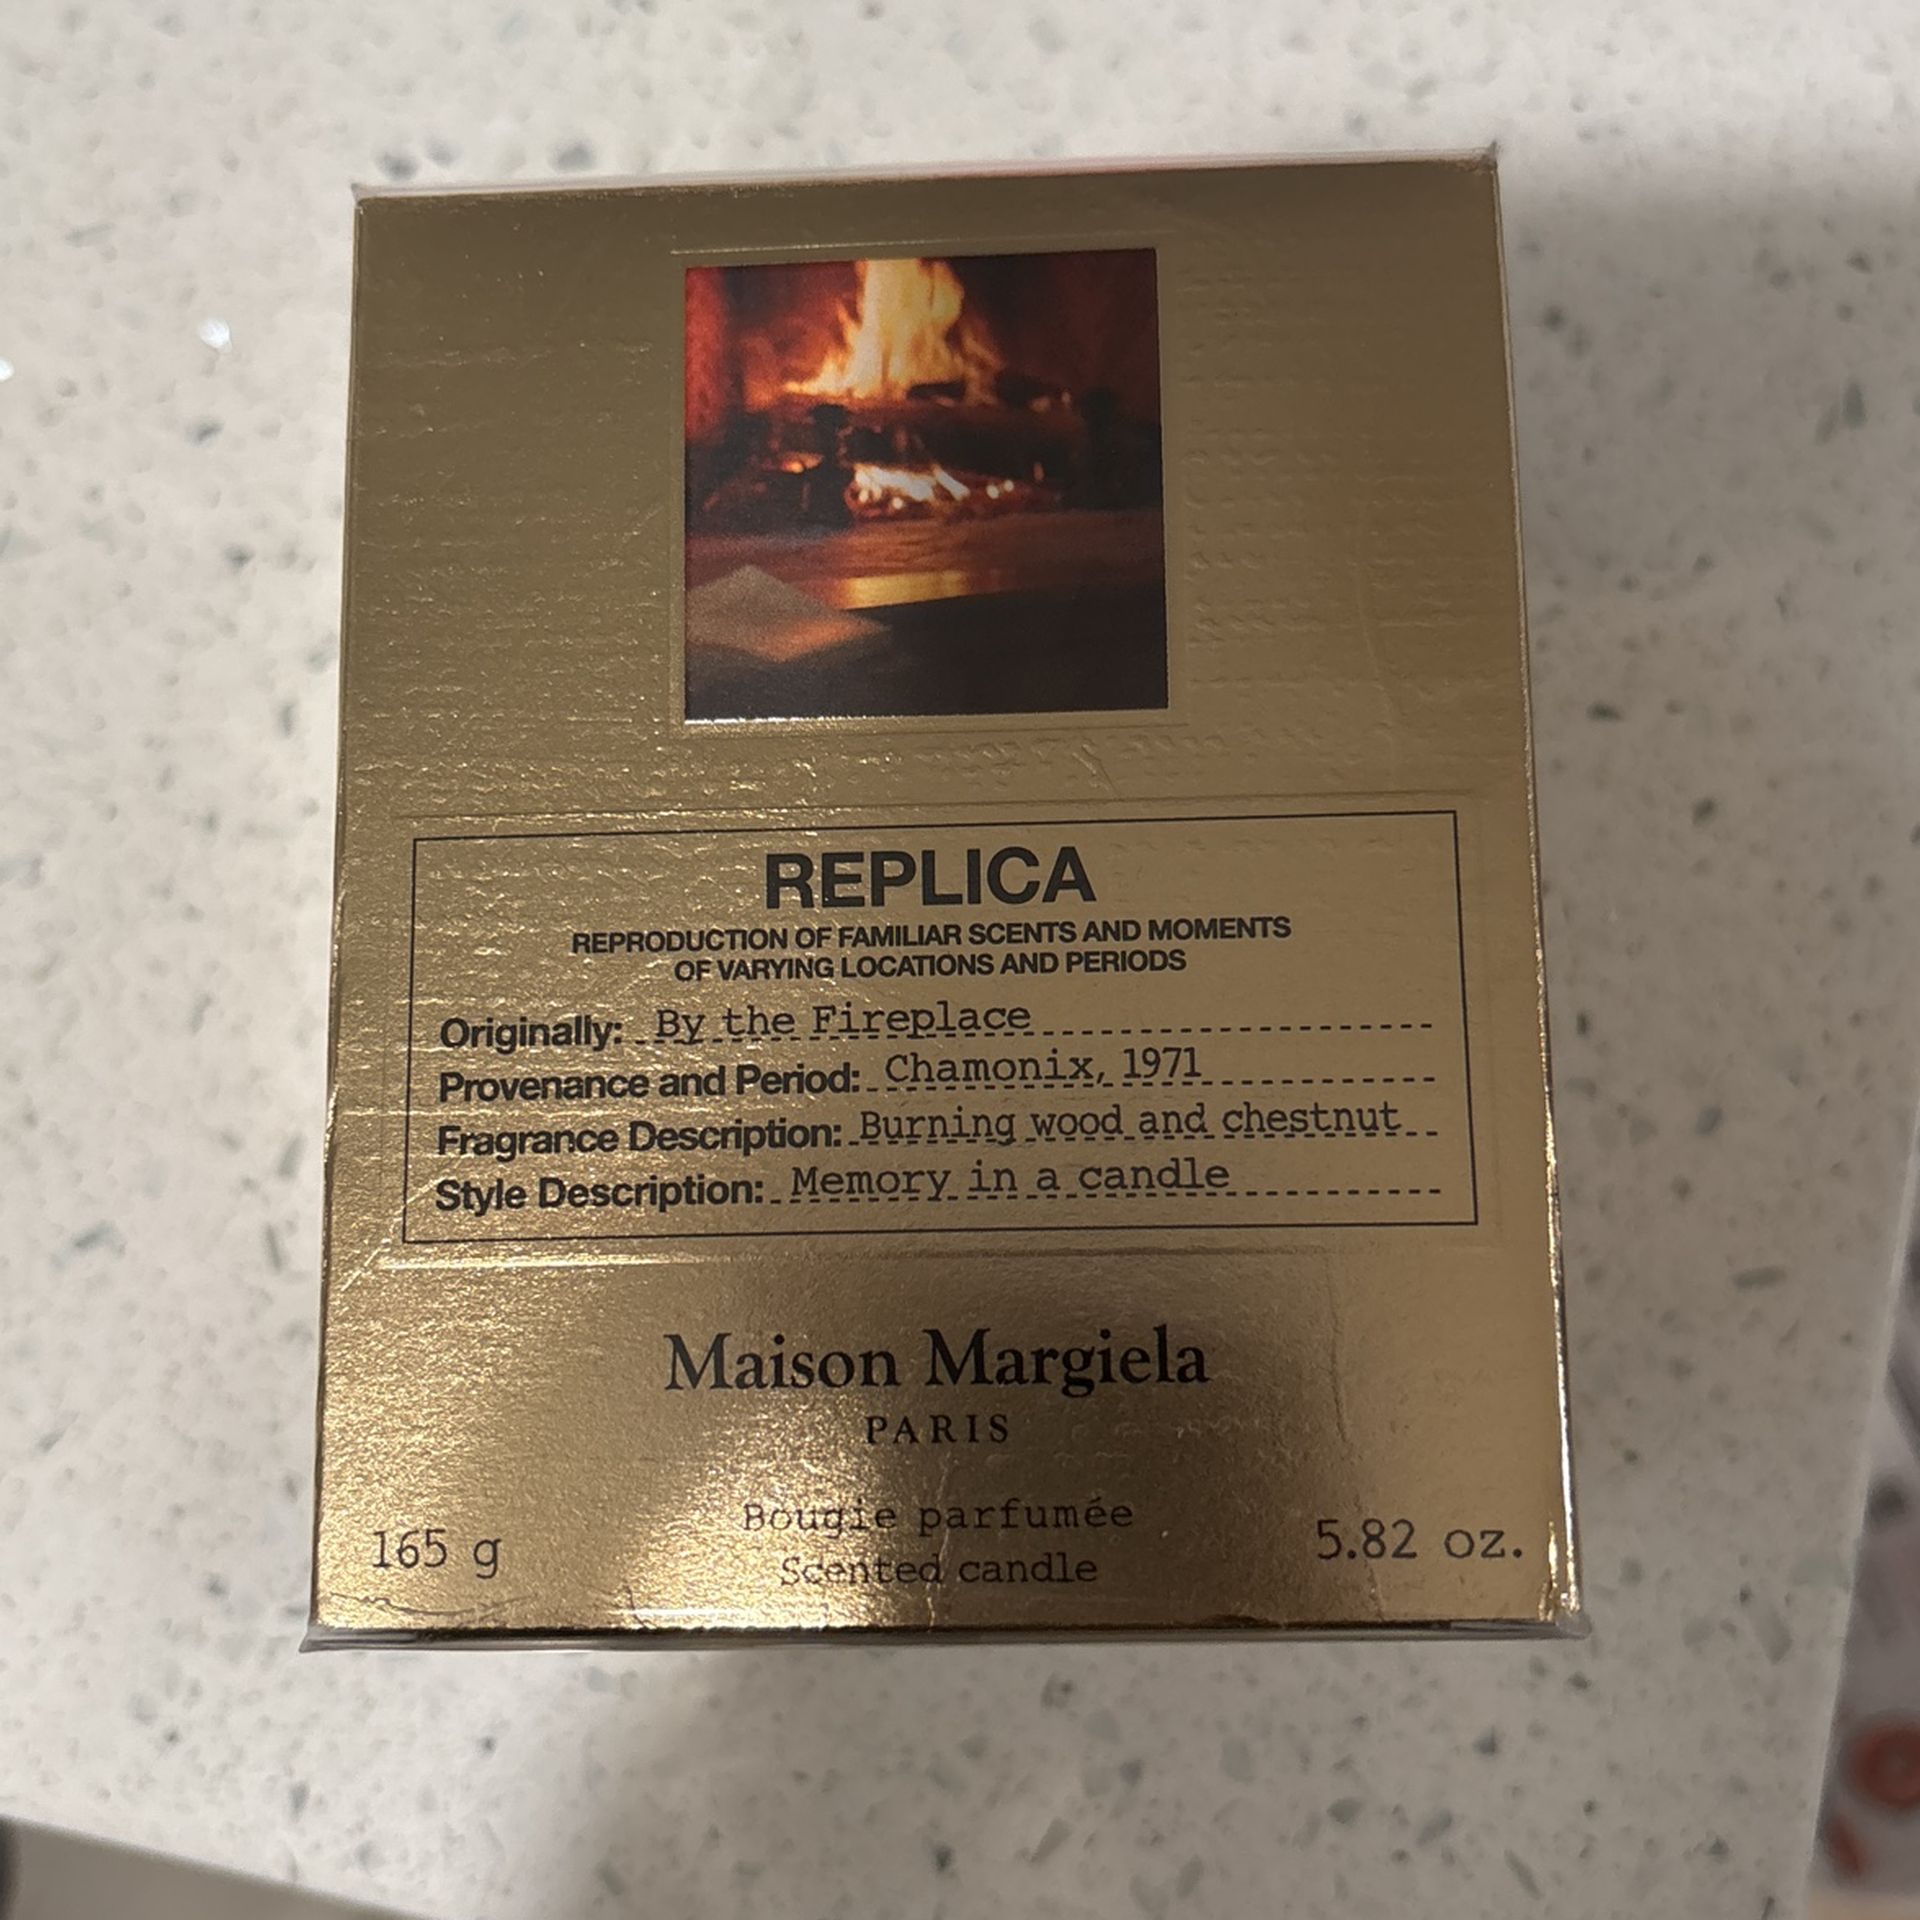 REPLICA
REPRODUCTION OF FAMILIAR SCENTS AND MOMENTS
OF VARYING LOCATIONS AND PERIODS
Originally: By the Fireplace
Provenance and Period: Chamonix, 1971
Fragrance Description: Burning wood and chestnut
Style Description: Memory in a candle
Maison Margiela
PARIS
Bougie parfumée
Scented candle
165 g
5.82 oz.